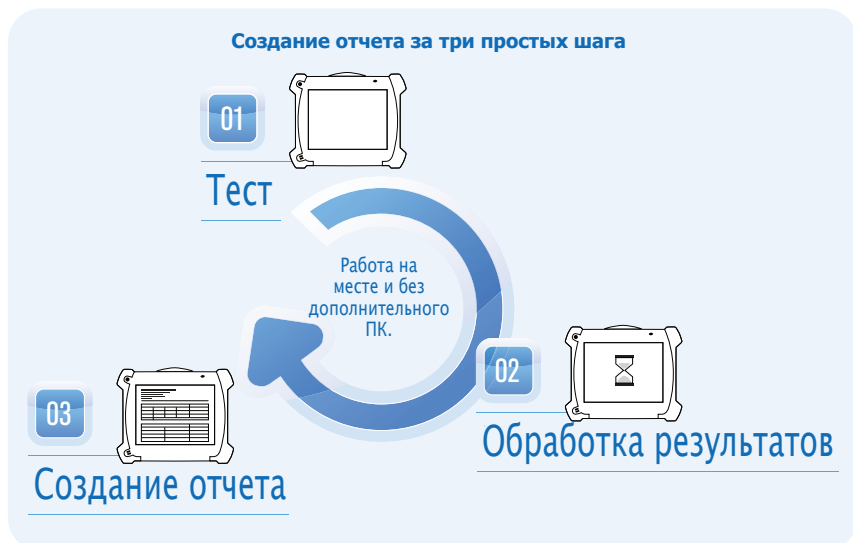 Создание отчета за три простых шага
01
Тест
Работа на
месте и без
дополнительного
ПК.
02
Обработка результатов
03
Создание отчета